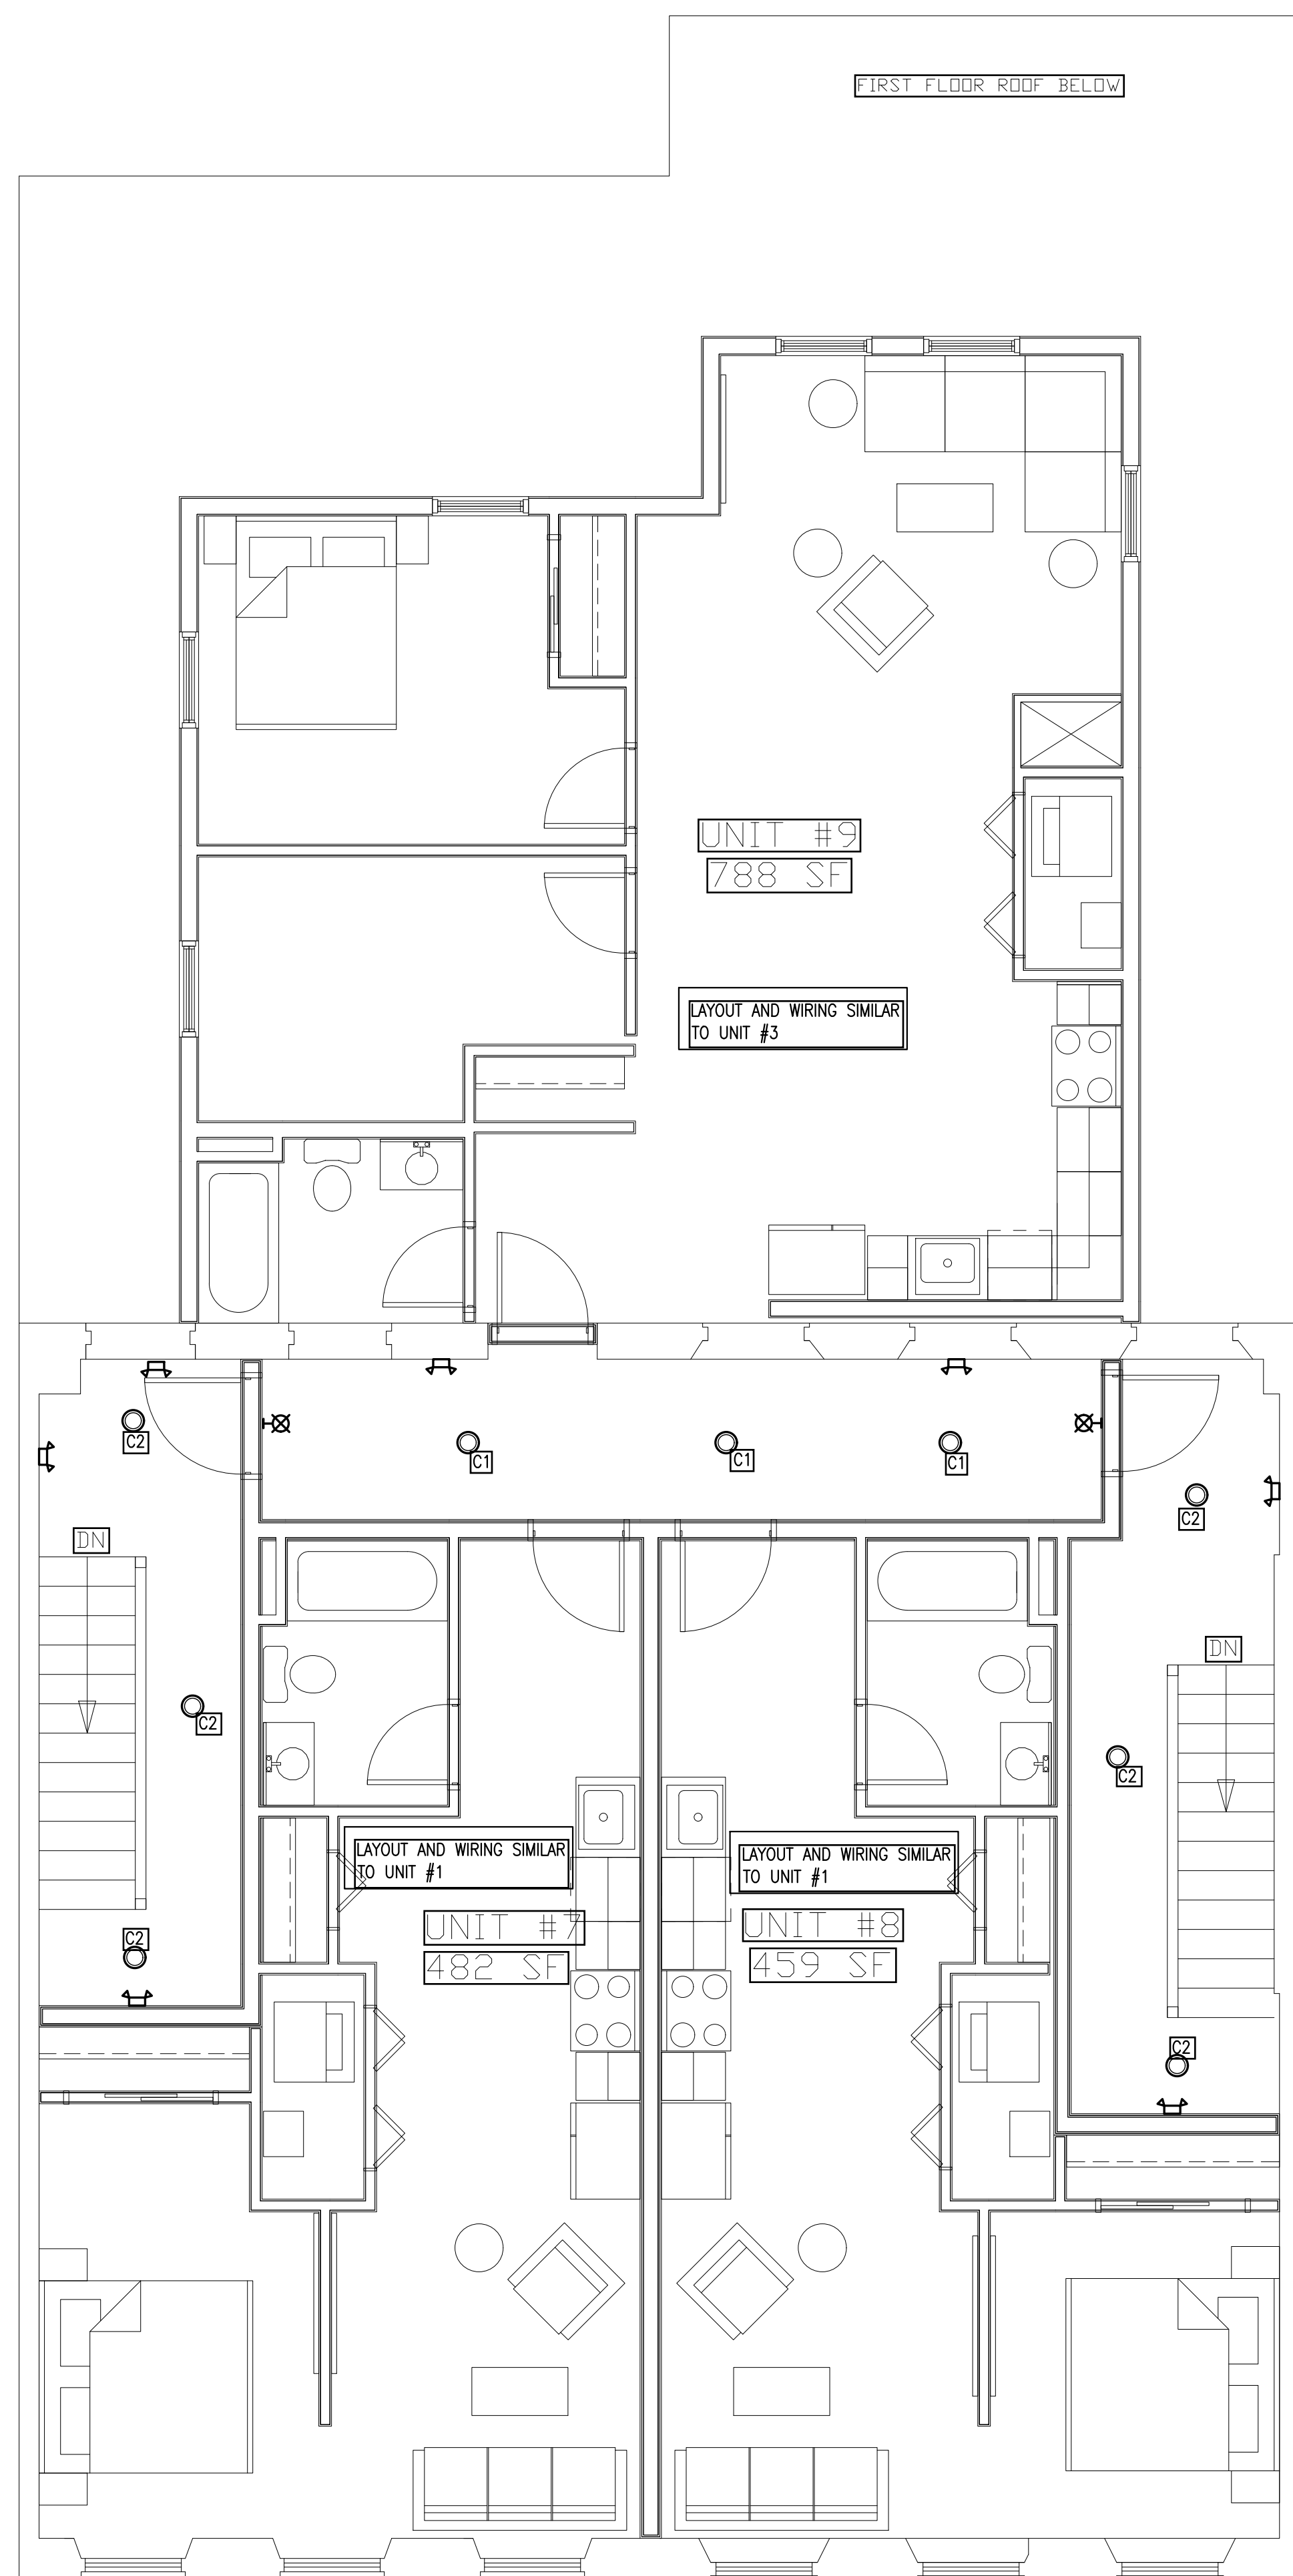 FIRST FLOOR ROOF BELOW
UNIT #9
788 SF
LAYOUT AND WIRING SIMILAR
TO UNIT #3
C2
C1
C1
C1
C2
DN
DN
C2
C2
LAYOUT AND WIRING SIMILAR
TO UNIT #1
LAYOUT AND WIRING SIMILAR
TO UNIT #1
UNIT #7
482 SF
UNIT #8
459 SF
C2
C2